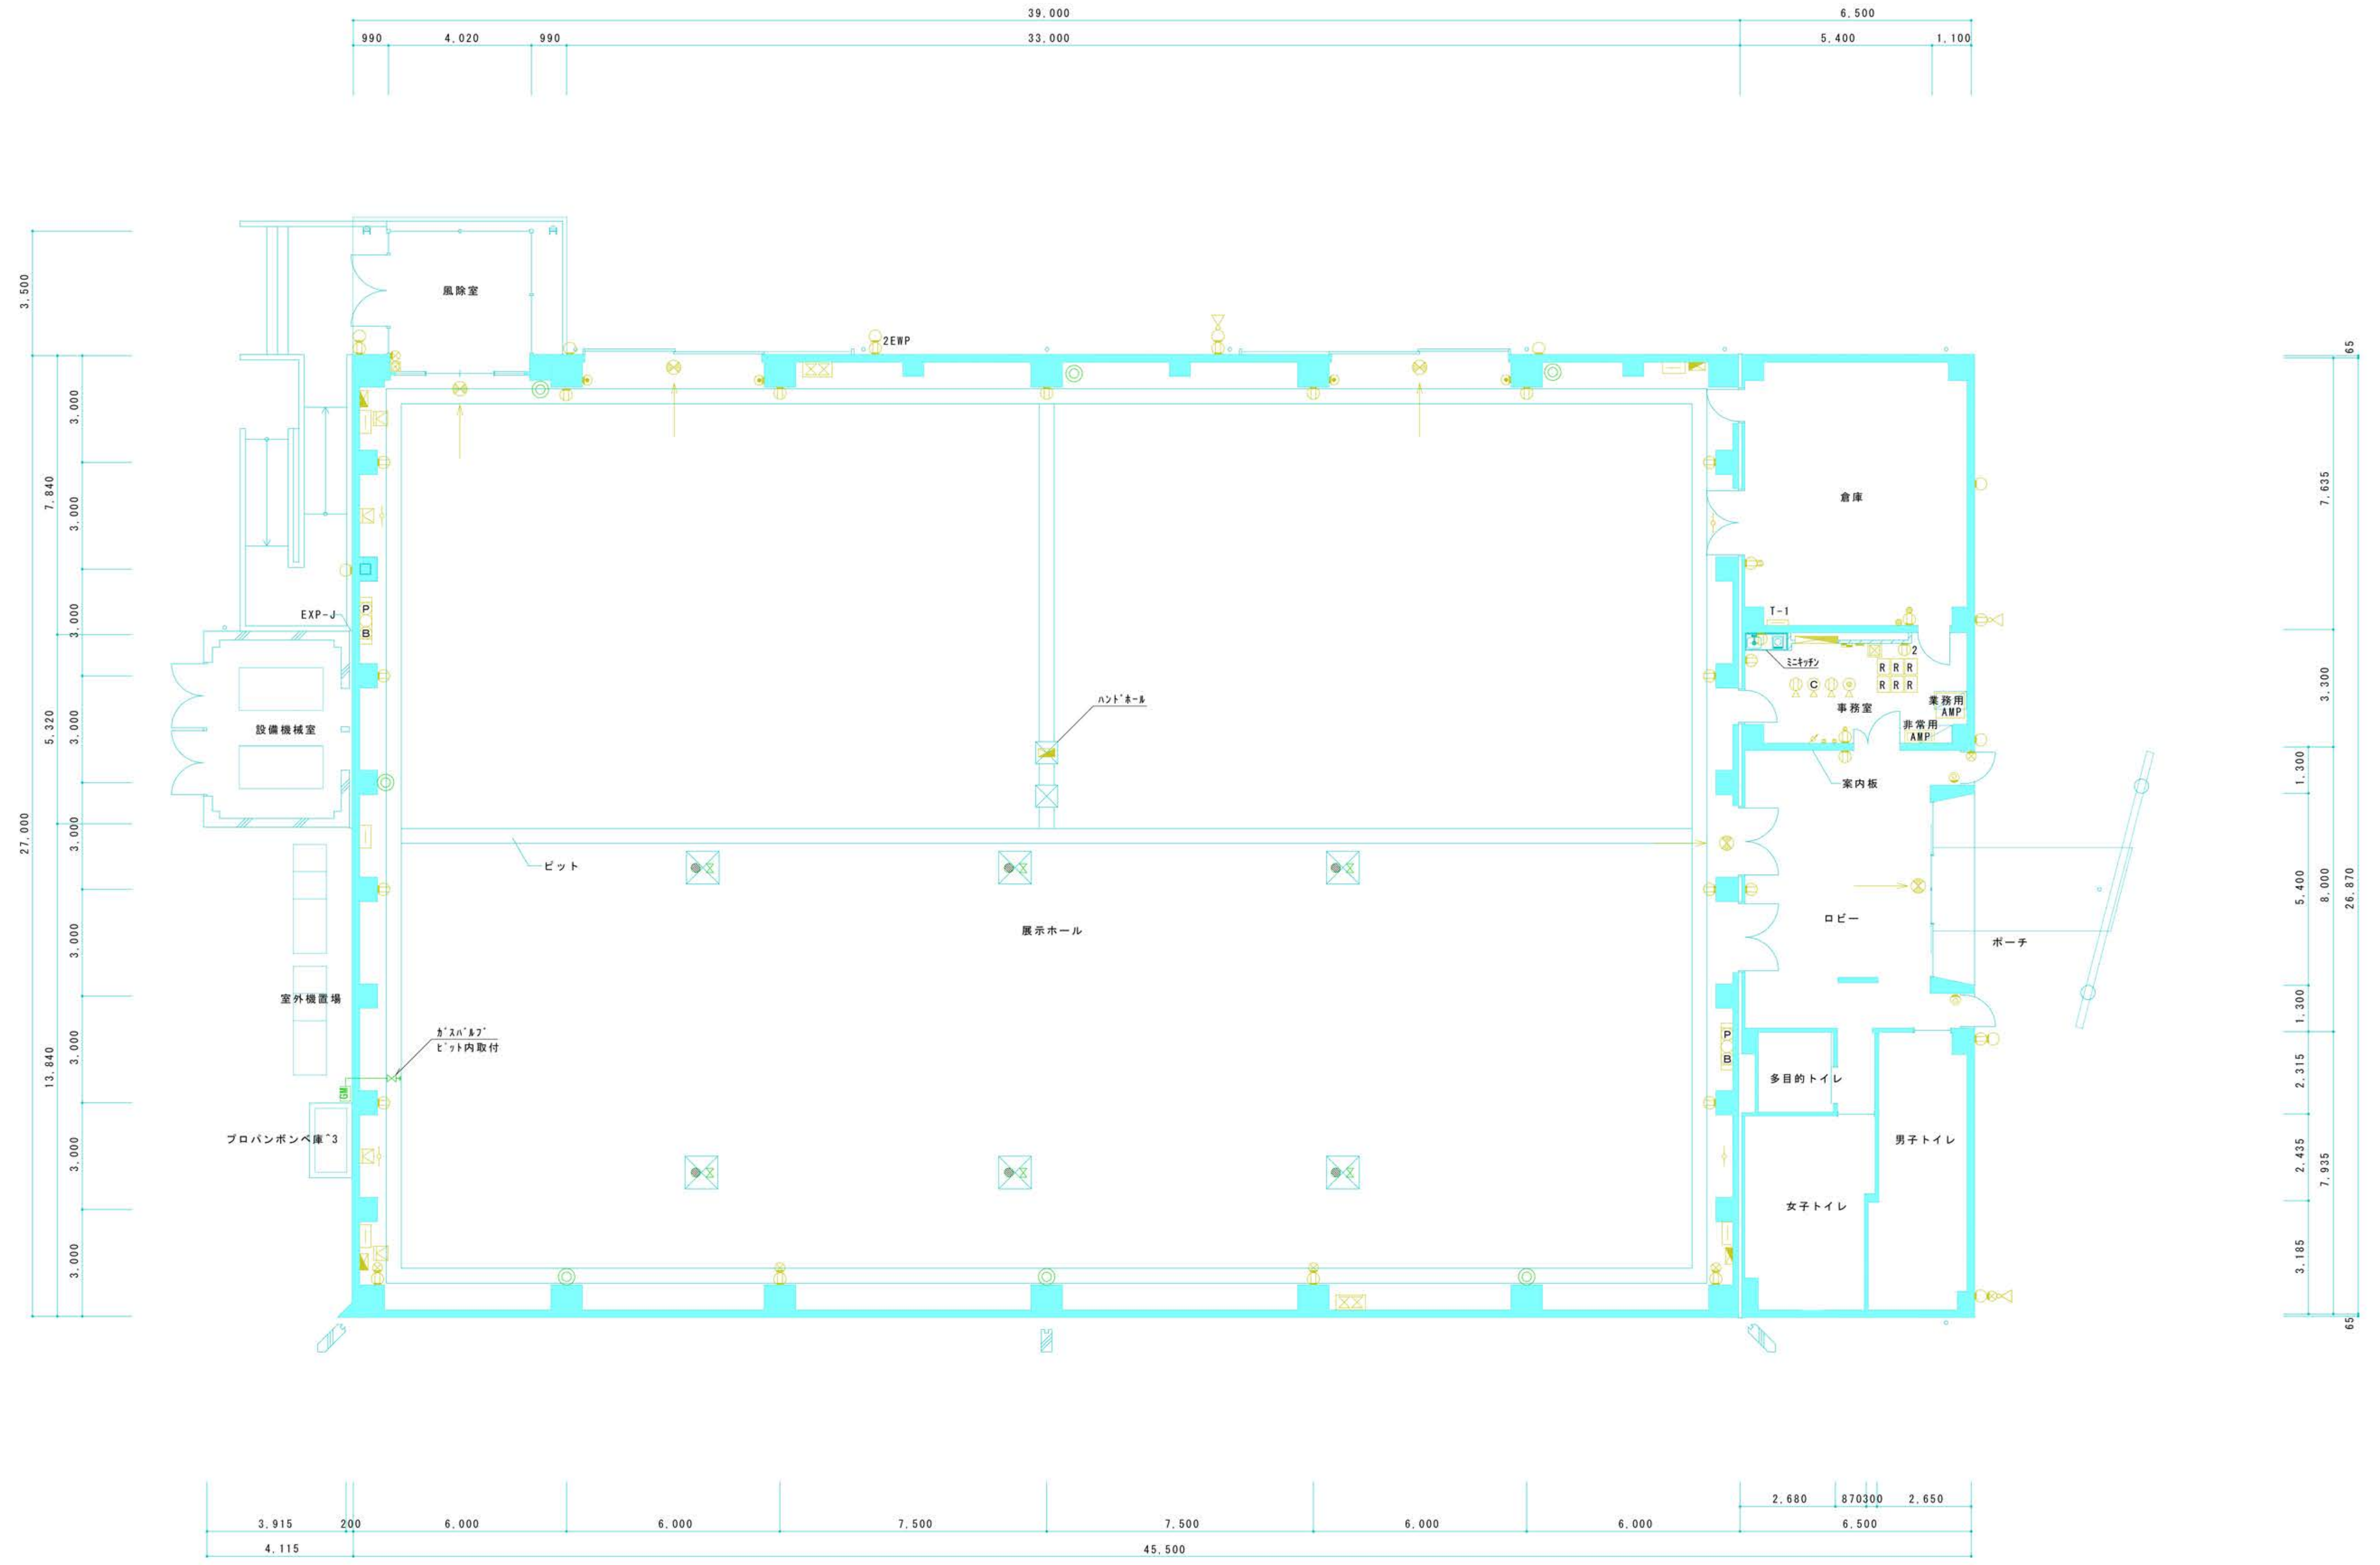 39,000
6,500
990
4,020
990
33,000
5,400
1,100
3,500
27,000
7,840
5,320
13,840
3,000
3,000
3,000
3,000
3,000
3,000
3,000
3,000
3,000
風除室
2EWP
倉庫
EXP-J
P
B
T-1
ミニキッチン
2
R R R
R R R
C
事務室
業務用
AMP
非常用
AMP
案内板
設備機械室
ハンドホール
ピット
展示ホール
ロビー
ポーチ
室外機置場
ガスバルブ
ピット内取付
GM
プロパンボンベ庫^3
P
B
多目的トイレ
男子トイレ
女子トイレ
65
7,635
3,300
1,300
5,400
8,000
26,870
1,300
2,315
2,435
7,935
3,185
65
2,680
870
300
2,650
3,915
200
6,000
6,000
7,500
7,500
6,000
6,000
6,500
4,115
45,500